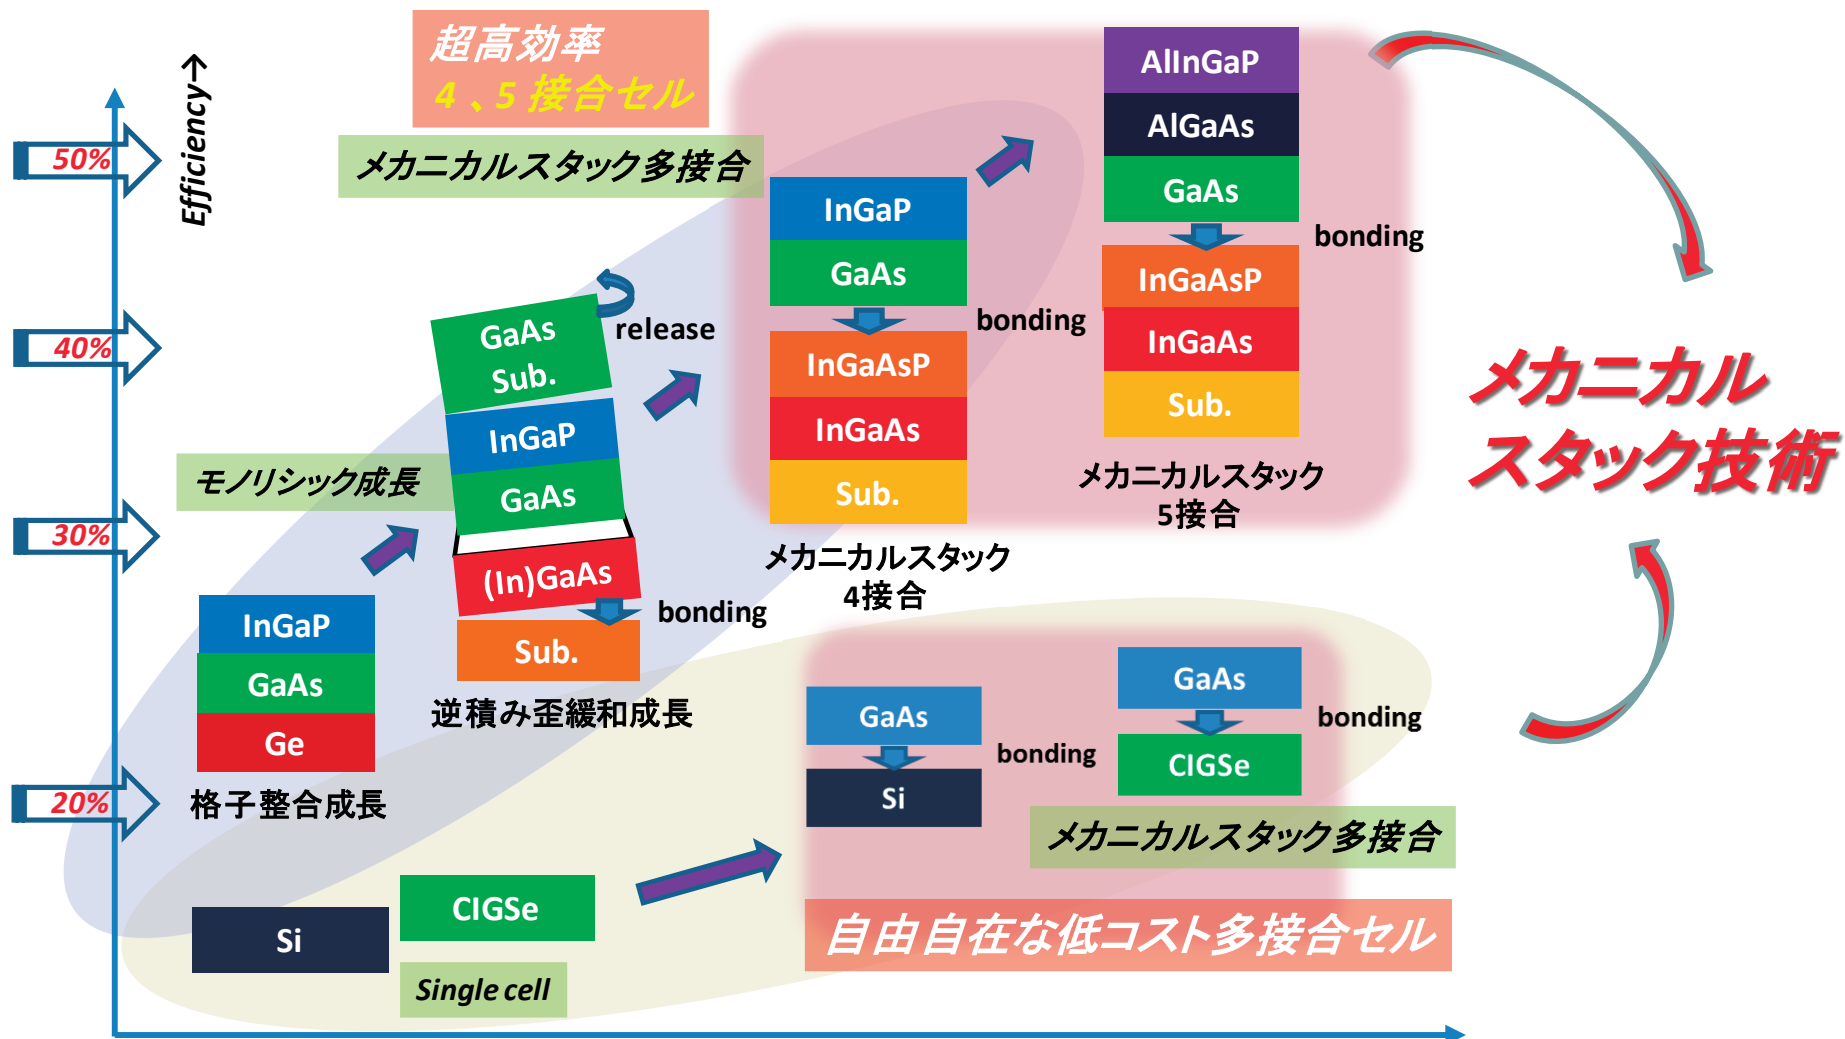 超高効率
4 、5 接合セル
メカニカルスタック多接合
Efficiency→
50%
40%
30%
20%
AlInGaP
AlGaAs
GaAs
bonding
InGaAsP
InGaAs
Sub.
メカニカルスタック
5接合
InGaP
GaAs
bonding
InGaAsP
InGaAs
Sub.
メカニカルスタック
4接合
GaAs
Sub.
release
InGaP
GaAs
(In)GaAs
bonding
Sub.
逆積み歪緩和成長
モノリシック成長
InGaP
GaAs
Ge
格子整合成長
メカニカル
スタック技術
GaAs
bonding
Si
GaAs
bonding
CIGSe
メカニカルスタック多接合
自由自在な低コスト多接合セル
Si
CIGSe
Single cell